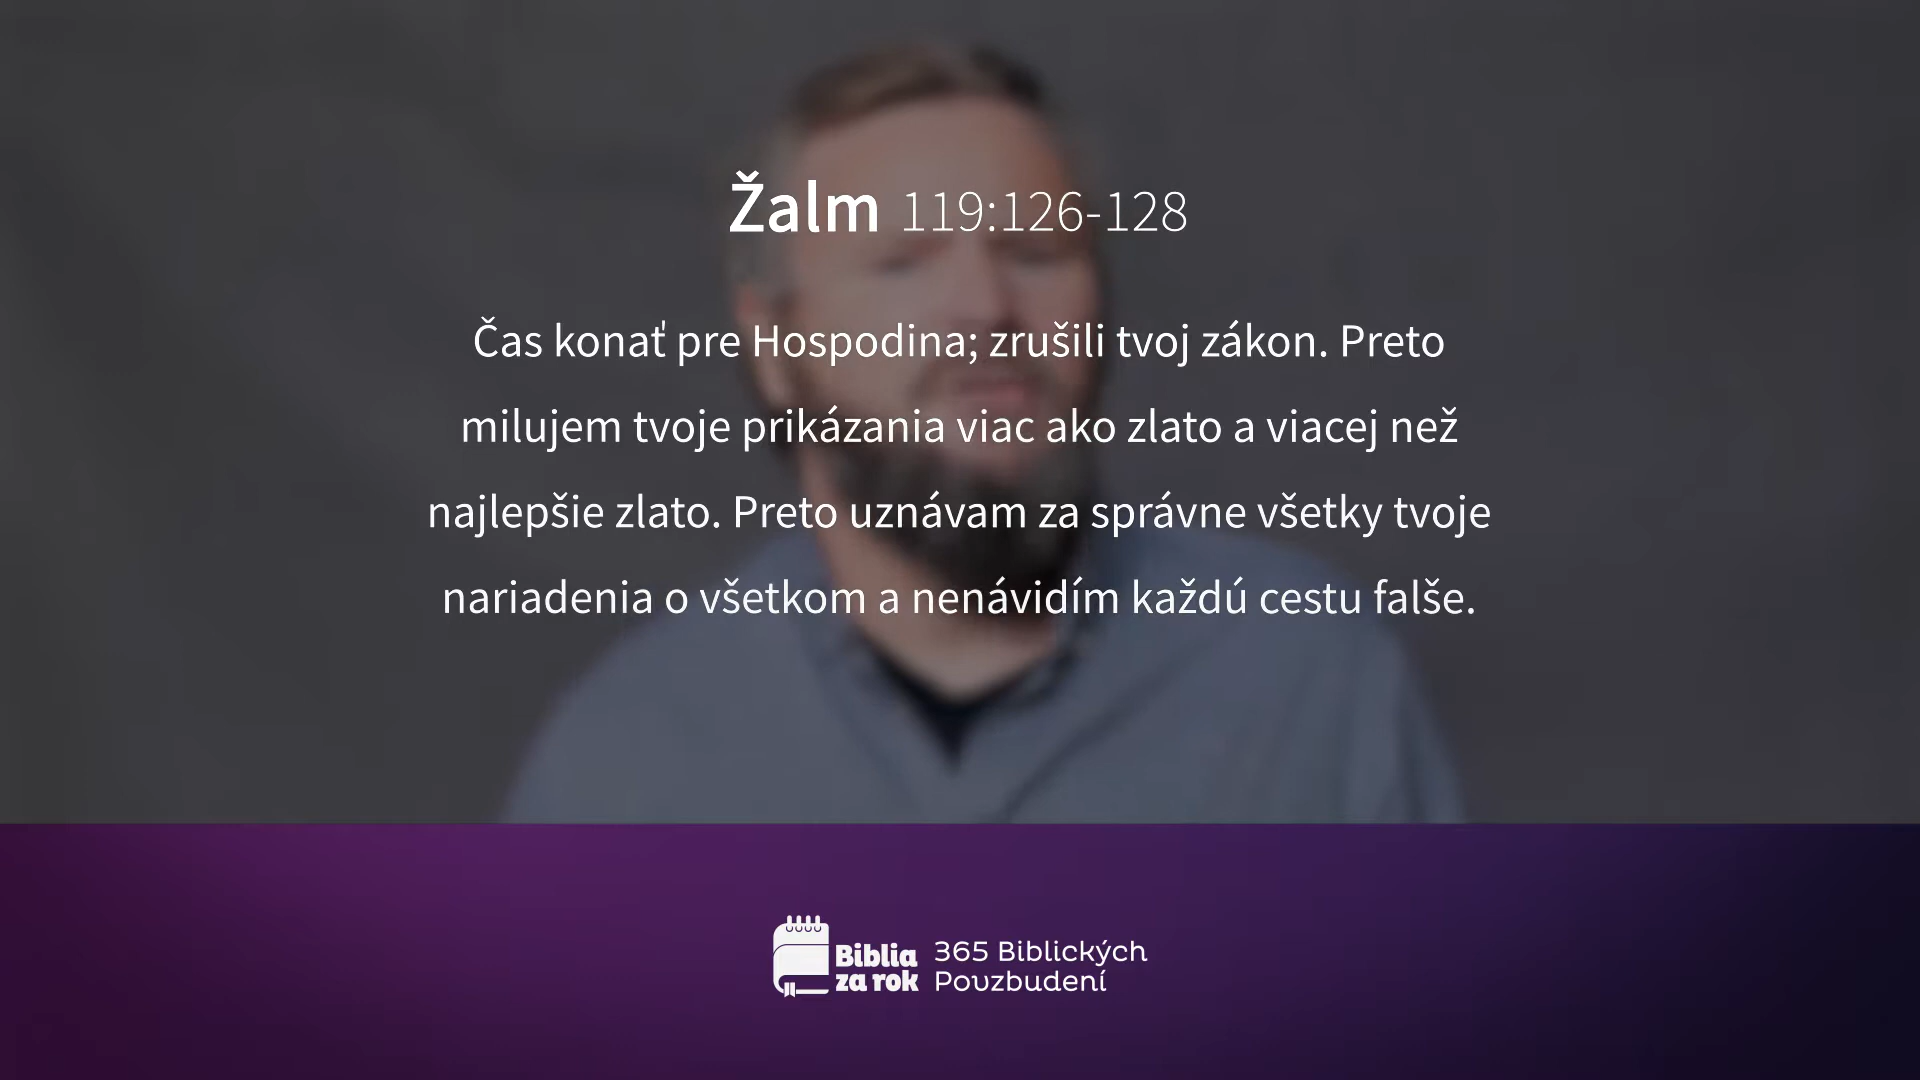 Žalm 119:126-128
Čas konať pre Hospodina; zrušili tvoj zákon. Preto
milujem tvoje prikázania viac ako zlato a viacej než
najlepšie zlato. Preto uznávam za správne všetky tvoje
nariadenia o všetkom a nenávidím každú cestu falše.
Biblia
za rok
365 Biblických
Povzbudení